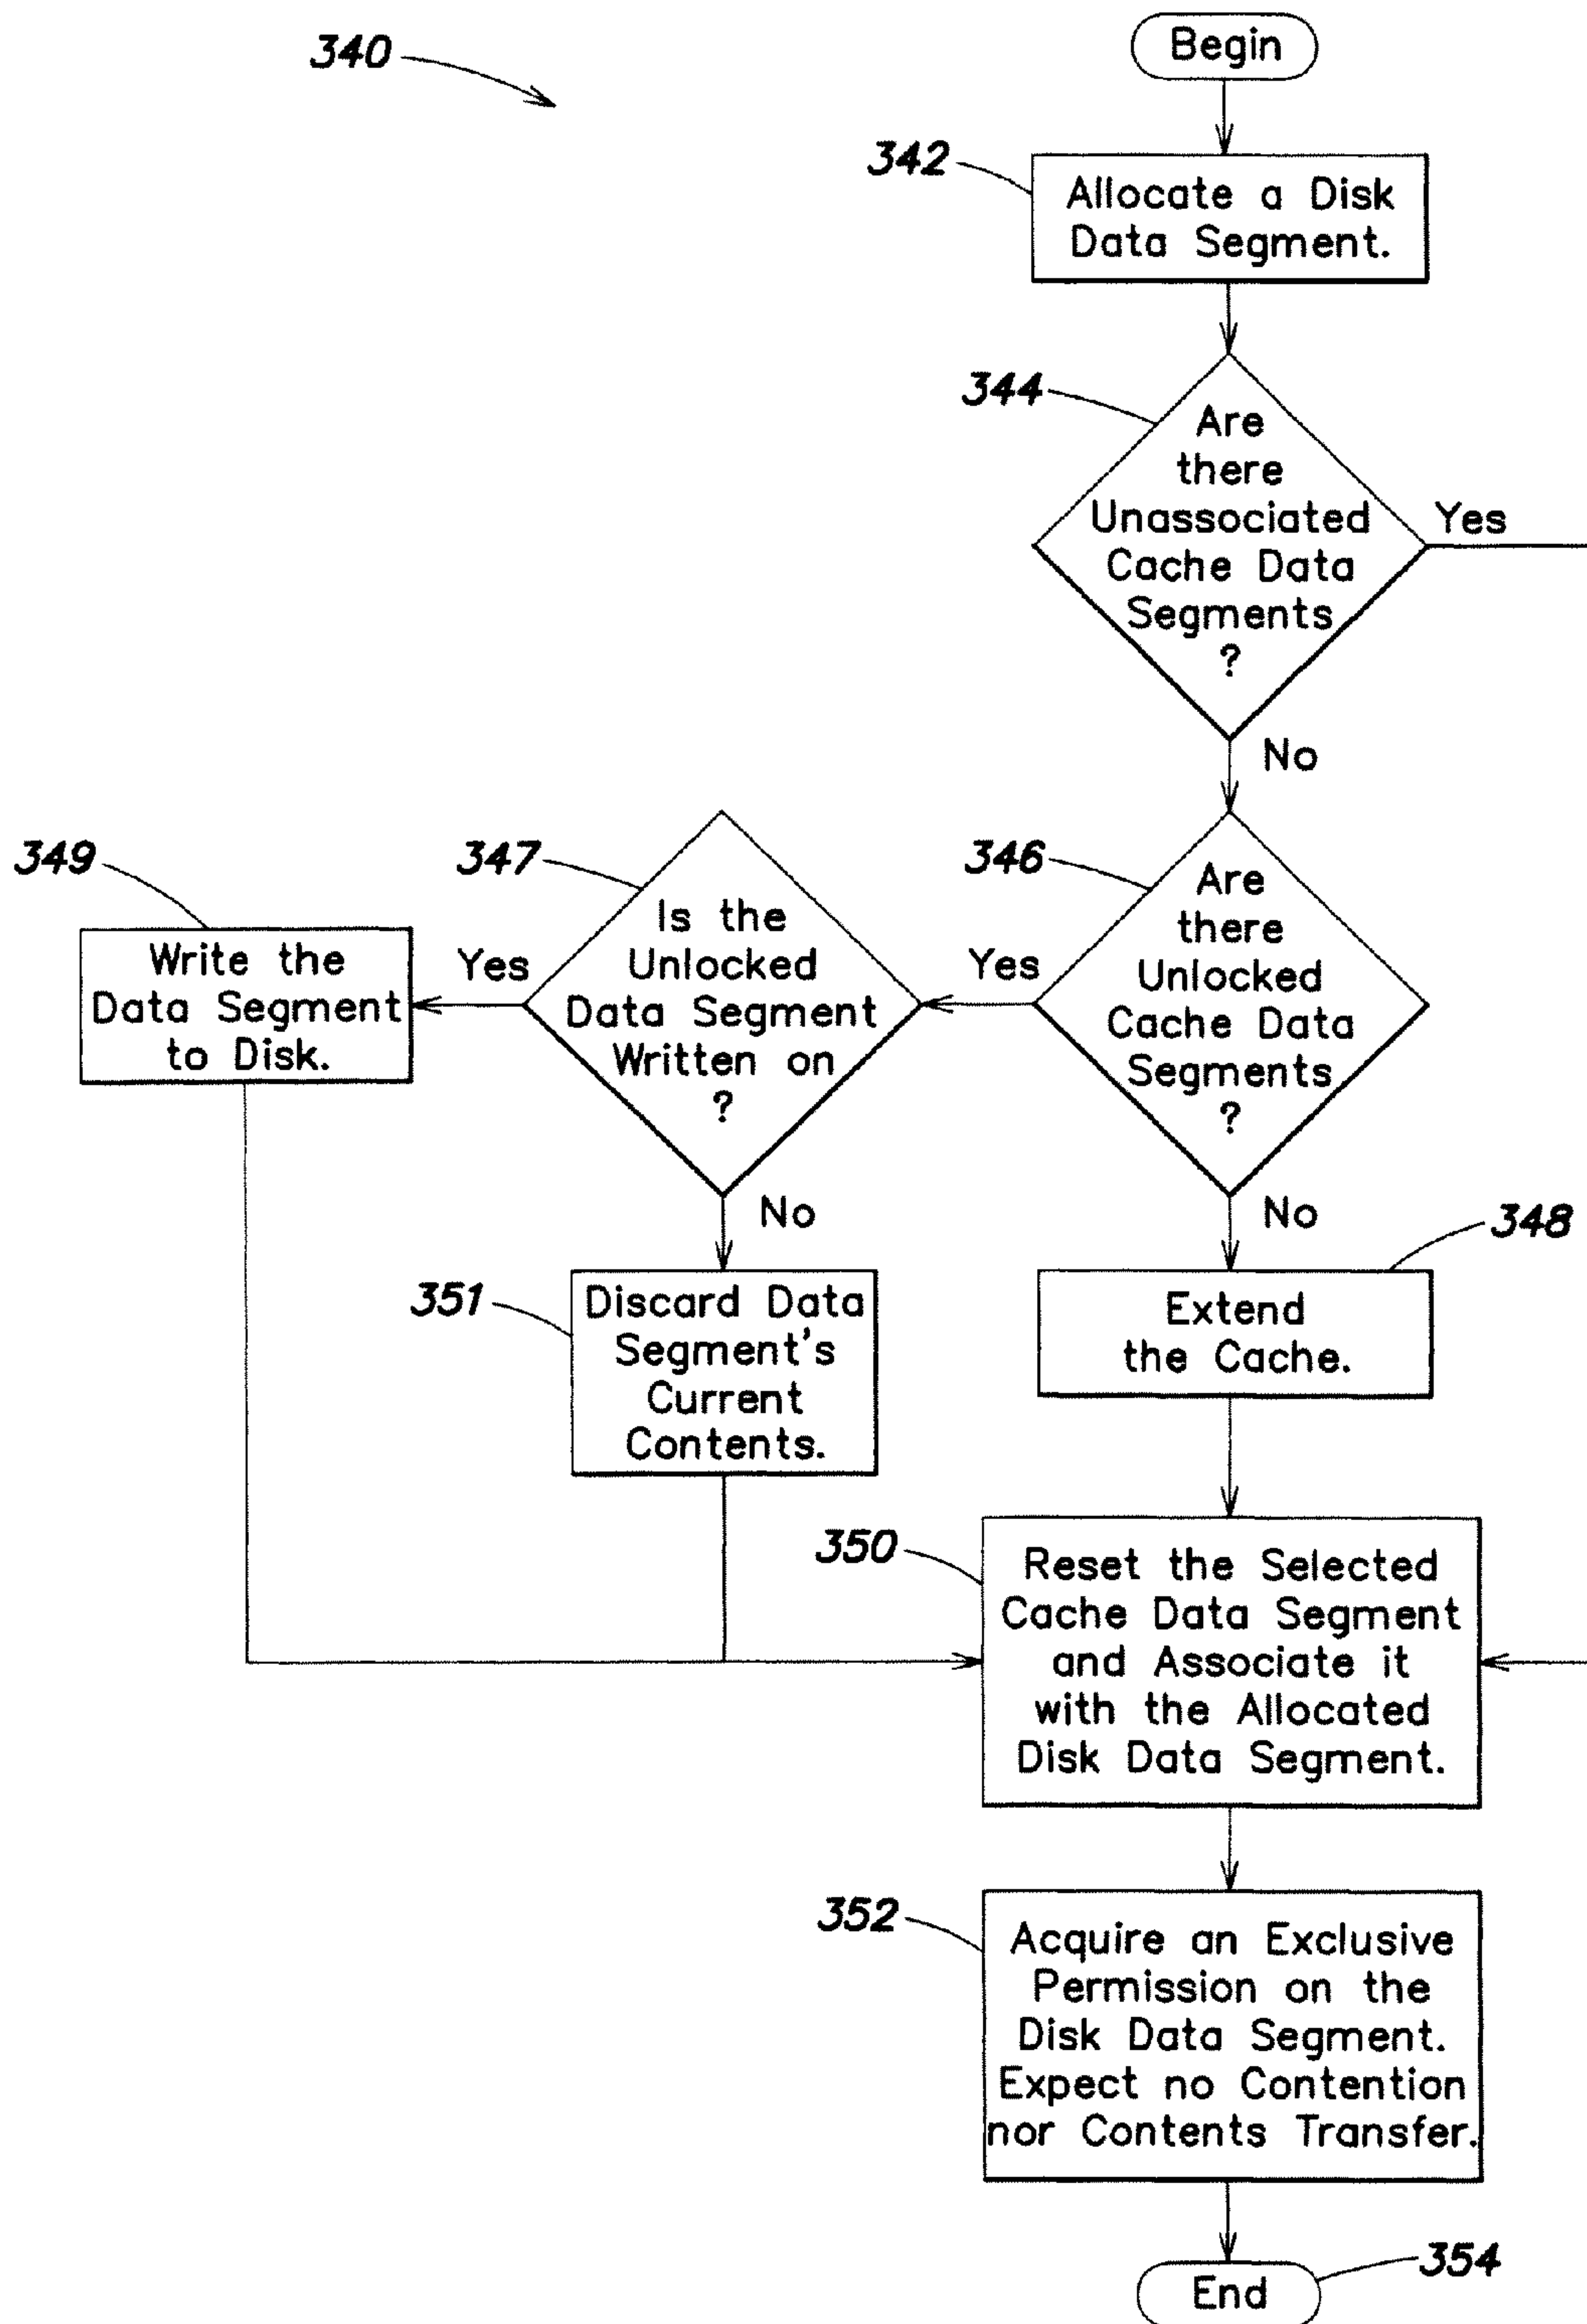 340
Begin
342
Allocate a Disk
Data Segment.
344
Are
there
Unassociated
Cache Data
Segments
?
Yes
No
349
Write the
Data Segment
to Disk.
Yes
347
Is the
Unlocked
Data Segment
Written on
?
Yes
346
Are
there
Unlocked
Cache Data
Segments
?
No
No
348
351
Discard Data
Segment's
Current
Contents.
Extend
the Cache.
350
Reset the Selected
Cache Data Segment
and Associate it
with the Allocated
Disk Data Segment.
352
Acquire an Exclusive
Permission on the
Disk Data Segment.
Expect no Contention
nor Contents Transfer.
354
End